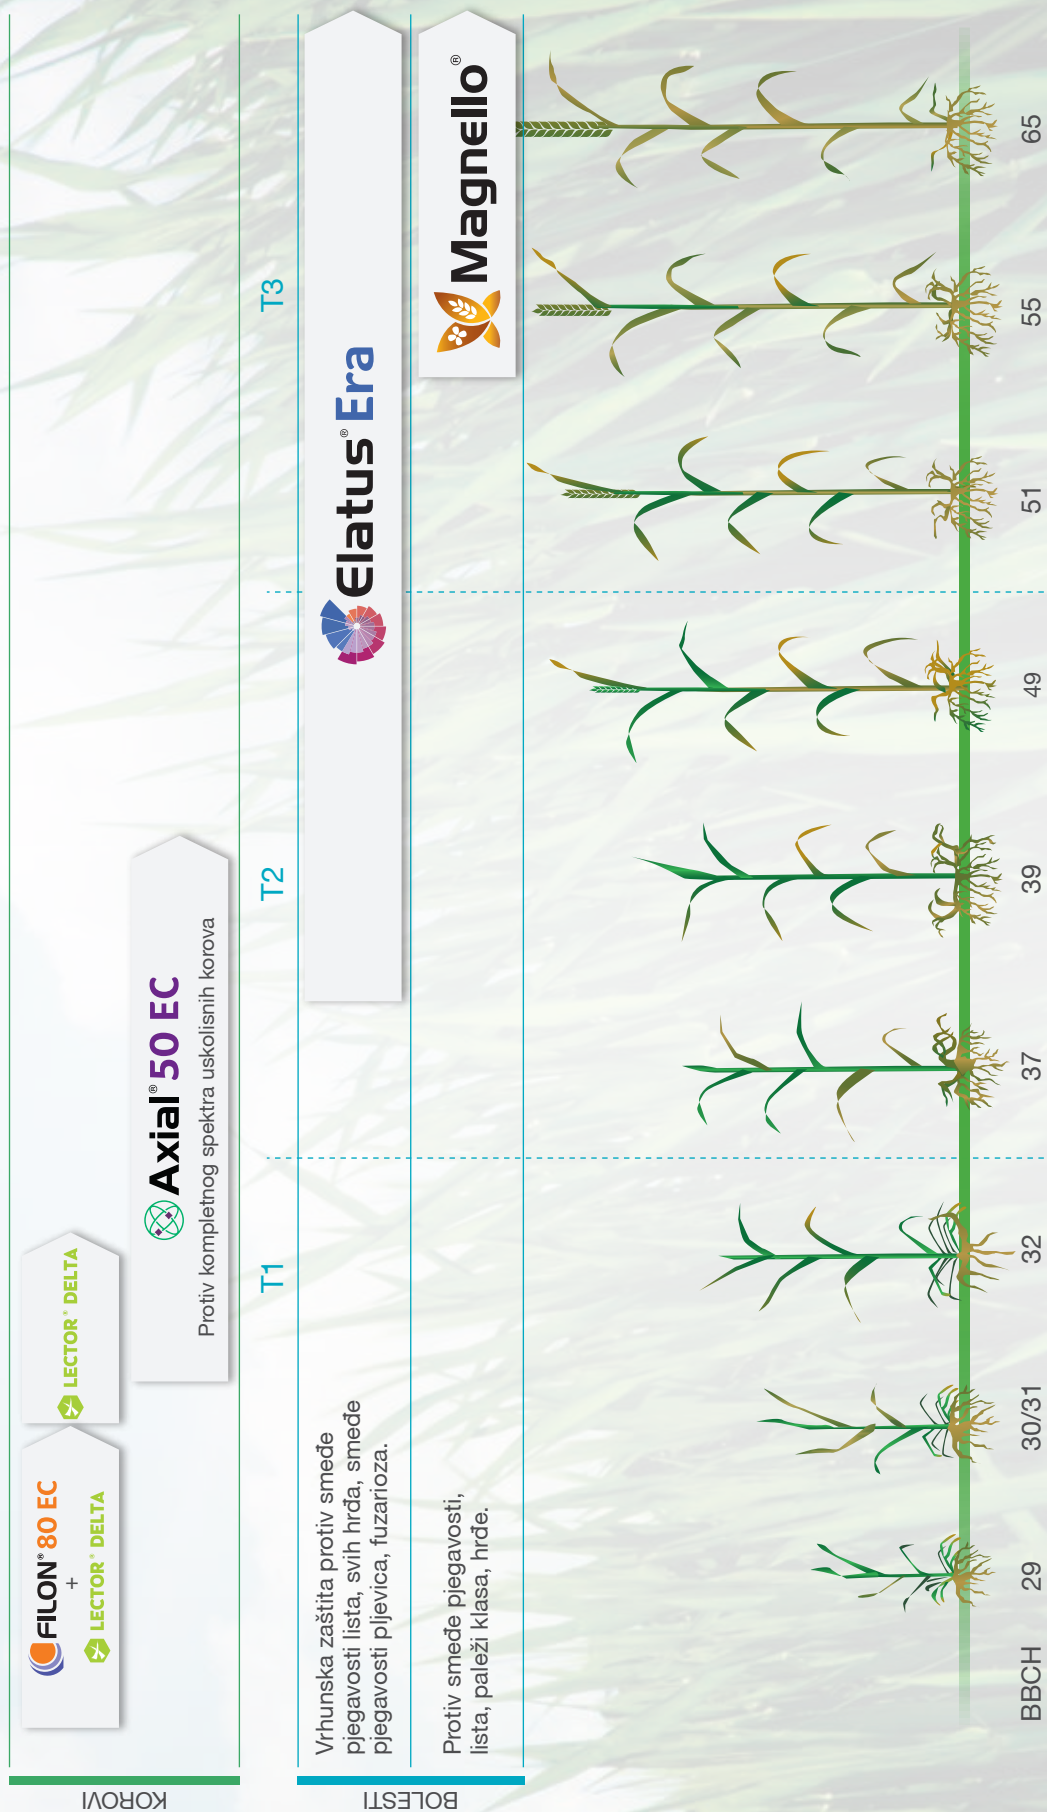 KOROVI
FILON® 80 EC
+
LECTOR® DELTA
LECTOR® DELTA
Axial® 50 EC
Protiv kompletnog spektra uskolisnih korova
T1
T2
T3
BOLESTI
Vrhunska zaštita protiv smeđe
pjegavosti lista, svih hrđa, smeđe
pjegavosti pljevica, fuzarioza.
Elatus® Era
Protiv smeđe pjegavosti,
lista, paleži klasa, hrđe.
Magnello®
BBCH
29
30/31
32
37
39
49
51
55
65